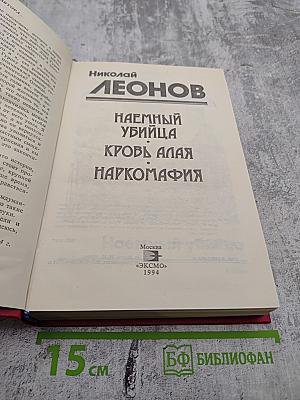 Николай
ЛЕОНОВ
НАЕМНЫЙ
УБИЙЦА
•
КРОВЬ АЛАЯ
•
НАРКОМАФИЯ
Москва
«ЭКСМО»
1994
15 см
БФ БИБЛИОФАН